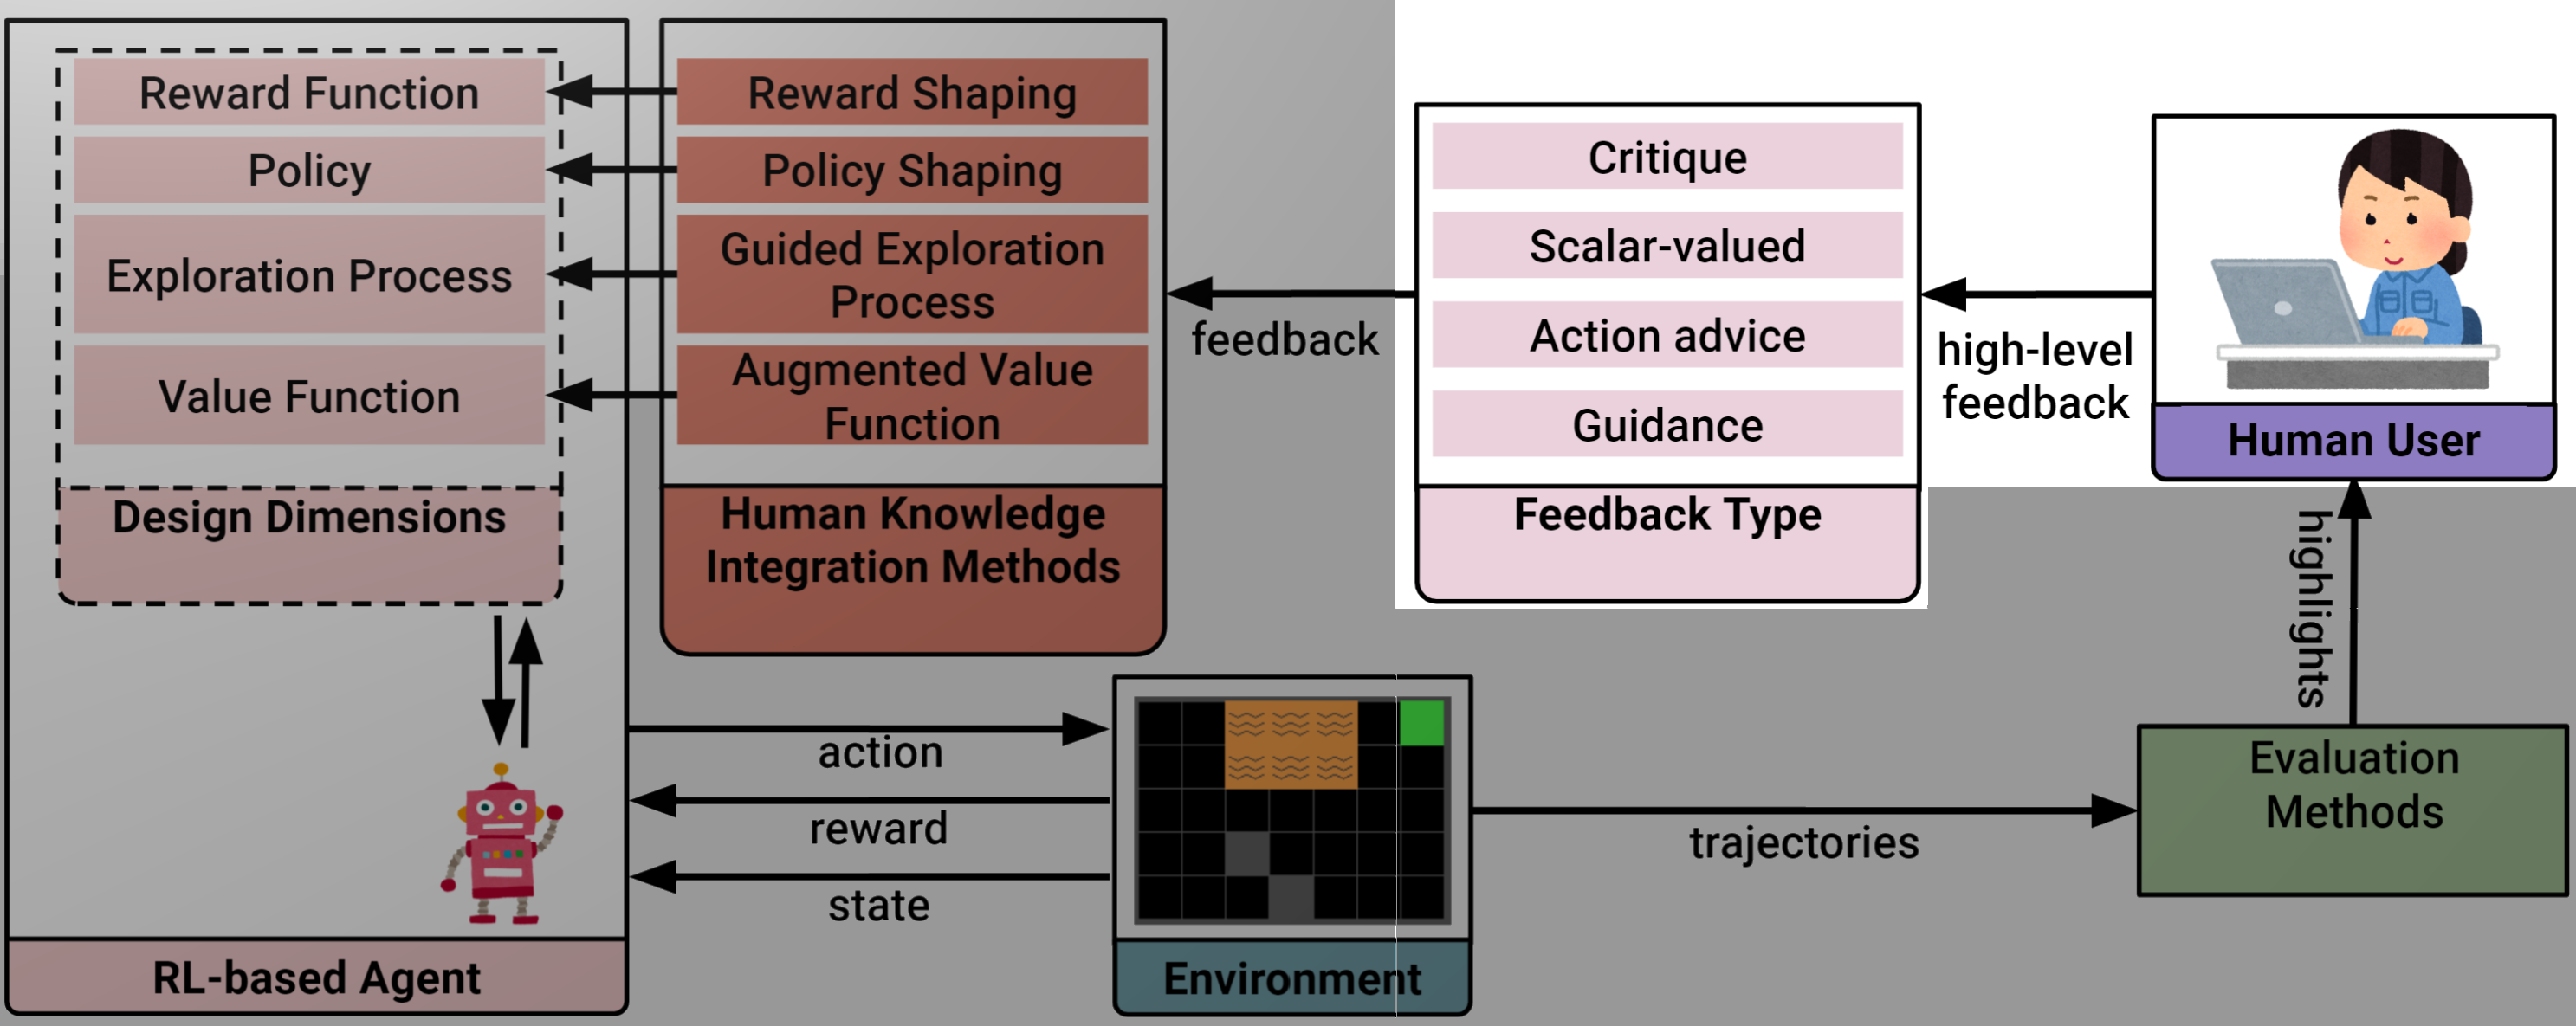 Reward Function
Policy
Exploration Process
Value Function
Design Dimensions
Reward Shaping
Policy Shaping
Guided Exploration
Process
Augmented Value
Function
Human Knowledge
Integration Methods
feedback
Critique
Scalar-valued
Action advice
Guidance
Feedback Type
high-level
feedback
Human User
highlights
action
reward
state
trajectories
Evaluation
Methods
RL-based Agent
Environment